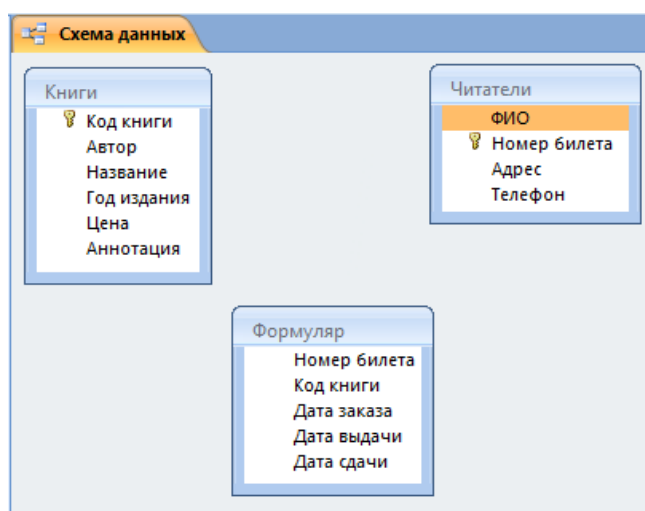 Схема данных
Книги
Код книги
Автор
Название
Год издания
Цена
Аннотация
Читатели
ФИО
Номер билета
Адрес
Телефон
Формуляр
Номер билета
Код книги
Дата заказа
Дата выдачи
Дата сдачи